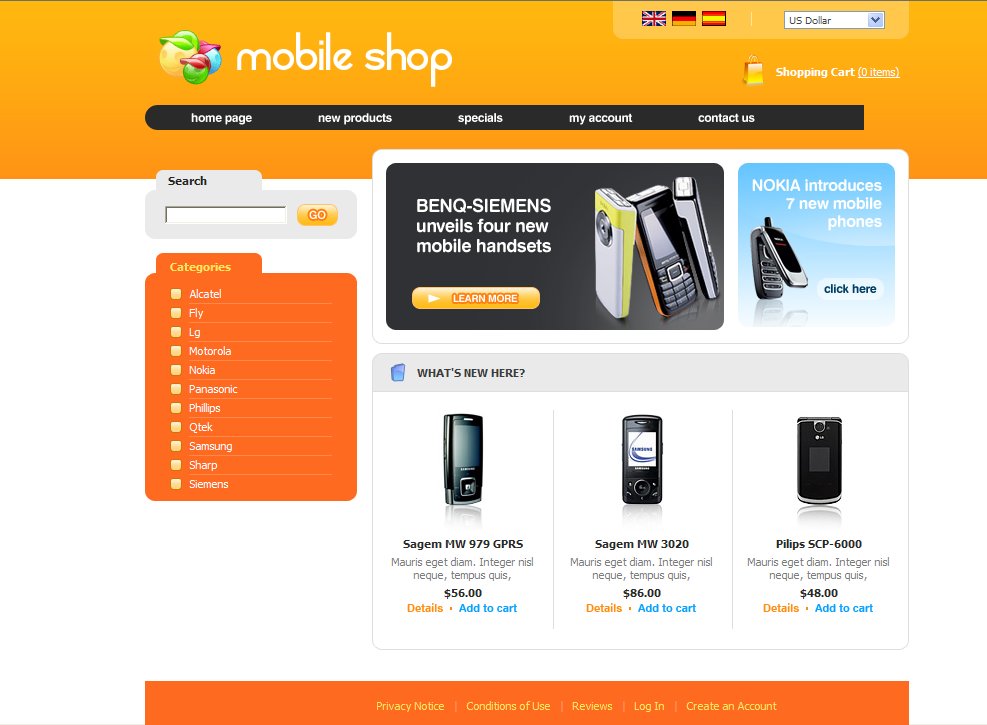 US Dollar
mobile shop
Shopping Cart (0 items)
home page new products specials my account contact us
Search
GO
Categories
Alcatel
Fly
Lg
Motorola
Nokia
Panasonic
Phillips
Qtek
Samsung
Sharp
Siemens
BENQ-SIEMENS
unveils four new
mobile handsets
LEARN MORE
NOKIA introduces
7 new mobile
phones
click here
WHAT'S NEW HERE?
SAMSUNG
SAMSUNG
SAMSUNG
LG
Sagem MW 979 GPRS
Mauris eget diam. Integer nisl
neque, tempus quis,
$56.00
Details • Add to cart
Sagem MW 3020
Mauris eget diam. Integer nisl
neque, tempus quis,
$86.00
Details • Add to cart
Pilips SCP-6000
Mauris eget diam. Integer nisl
neque, tempus quis,
$48.00
Details • Add to cart
Privacy Notice | Conditions of Use | Reviews | Log In | Create an Account